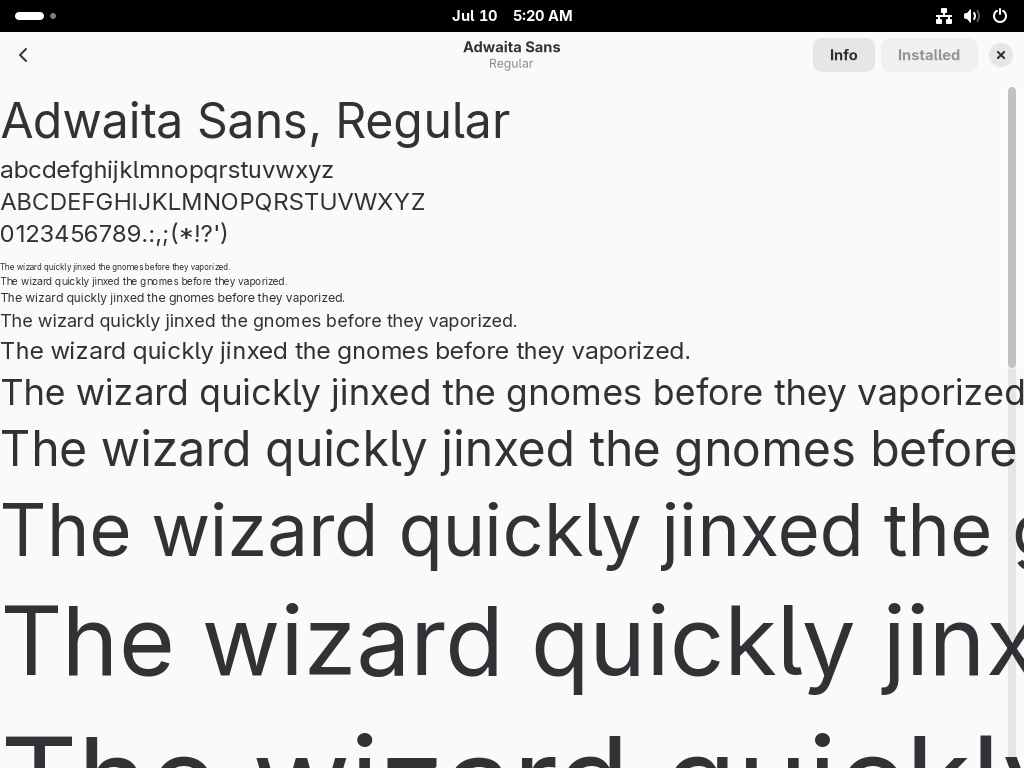 Jul 10 5:20 AM
Adwaita Sans
Regular
Info
Installed
Adwaita Sans, Regular
abcdefghijklmnopqrstuvwxyz
ABCDEFGHIJKLMNOPQRSTUVWXYZ
0123456789.:,;(*!?')
The wizard quickly jinxed the gnomes before they vaporized.
The wizard quickly jinxed the gnomes before they vaporized.
The wizard quickly jinxed the gnomes before they vaporized.
The wizard quickly jinxed the gnomes before they vaporized.
The wizard quickly jinxed the gnomes before they vaporized.
The wizard quickly jinxed the gnomes before they vaporized
The wizard quickly jinxed the gnomes before
The wizard quickly jinxed the g
The wizard quickly jinx
The wizard quickly